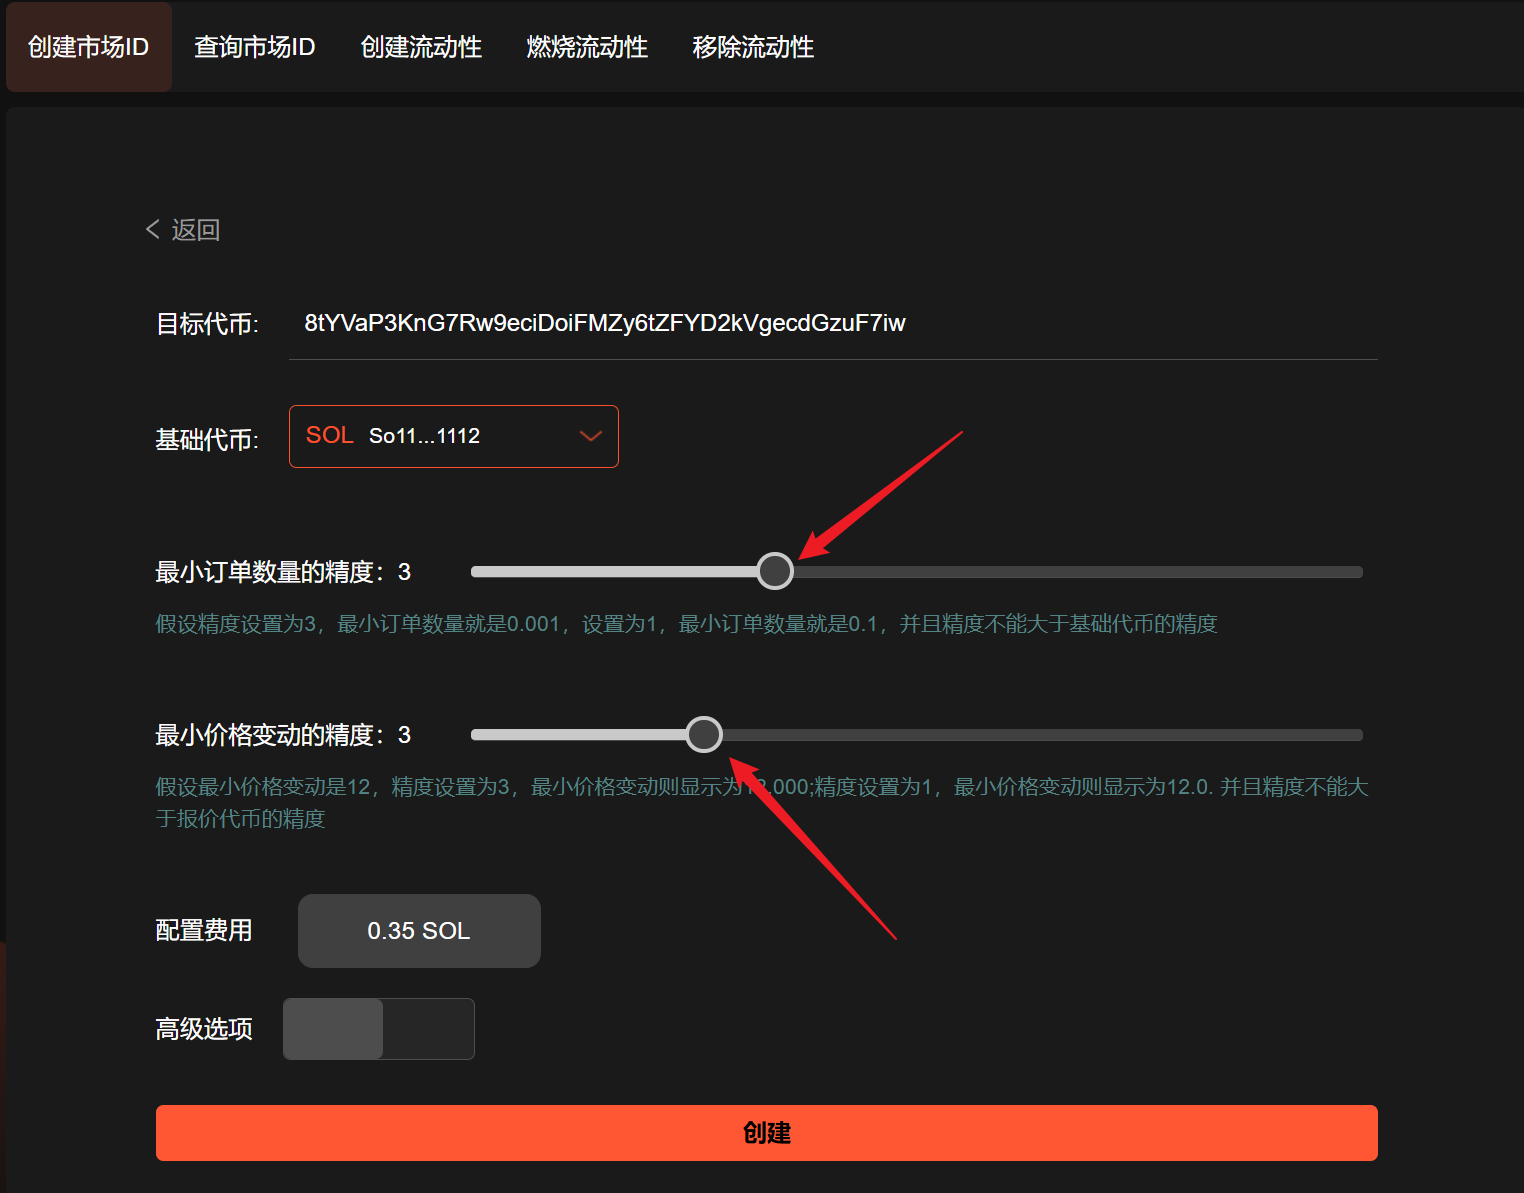 创建市场ID 查询市场ID 创建流动性 燃烧流动性 移除流动性
返回
目标代币: 8tYVaP3KnG7Rw9eciDoiFMZy6tZFYD2kVgecdGzuF7iw
基础代币: SOL So11...1112
最小订单数量的精度：3
假设精度设置为3，最小订单数量就是0.001，设置为1，最小订单数量就是0.1，并且精度不能大于基础代币的精度
最小价格变动的精度：3
假设最小价格变动是12，精度设置为3，最小价格变动则显示为12.000;精度设置为1，最小价格变动则显示为12.0. 并且精度不能大
于报价代币的精度
配置费用 0.35 SOL
高级选项
创建